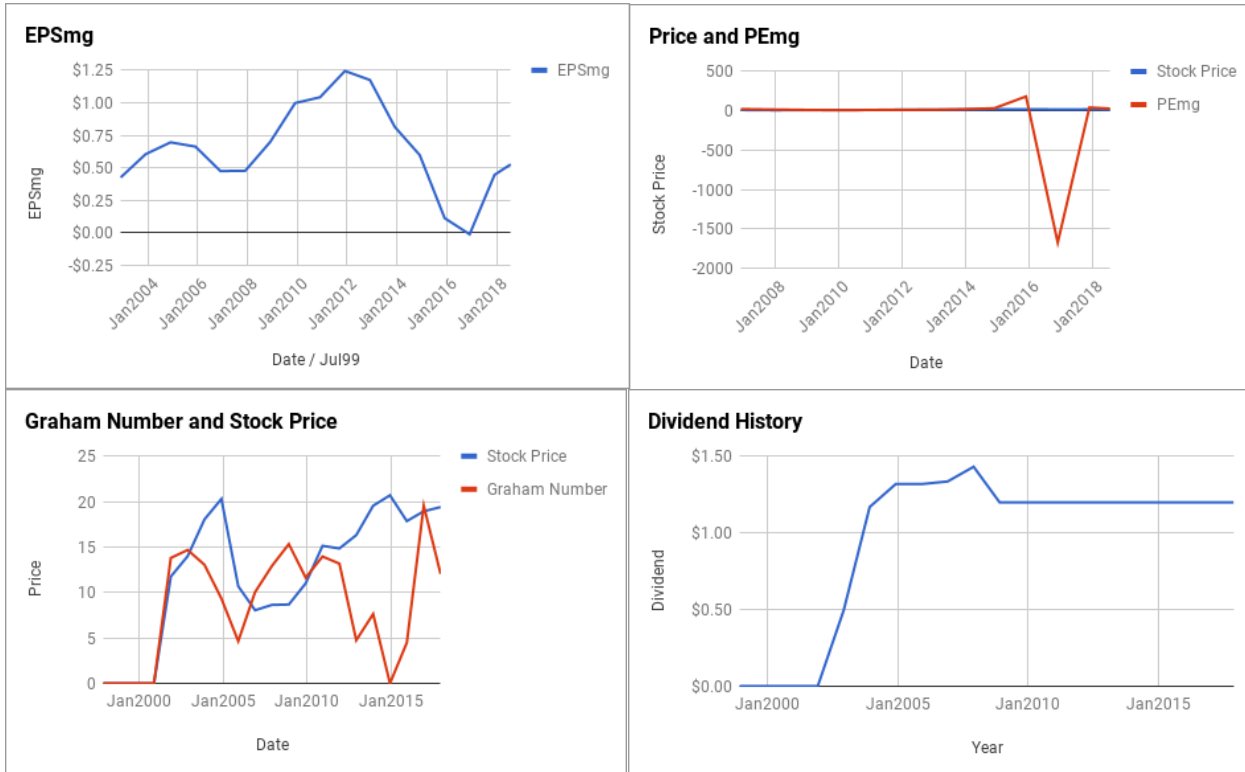 EPSmg
EPSmg
$1.25
$1.00
$0.75
$0.50
$0.25
$0.00
-$0.25
EPSmg
Jan2004
Jan2006
Jan2008
Jan2010
Jan2012
Jan2014
Jan2016
Jan2018
Date / Jul99
Price and PEmg
Stock Price
PEmg
500
0
-500
-1000
-1500
-2000
Stock Price
Jan2008
Jan2010
Jan2012
Jan2014
Jan2016
Jan2018
Date
Graham Number and Stock Price
Stock Price
Graham Number
25
20
15
10
5
0
Price
Jan2000
Jan2005
Jan2010
Jan2015
Date
Dividend History
$1.50
$1.00
$0.50
$0.00
Dividend
Jan2000
Jan2005
Jan2010
Jan2015
Year